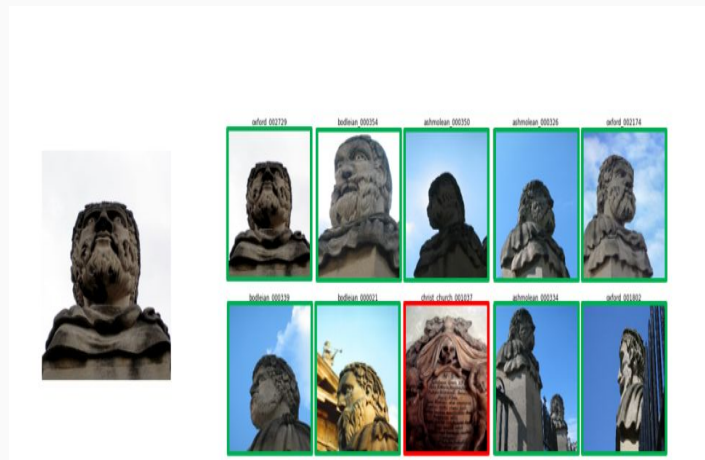 oxford_002729
bodleian_000354
ashmolean_000350
ashmolean_000326
oxford_002174
bodleian_000339
bodleian_000021
christ_church_001037
ashmolean_000334
oxford_001802